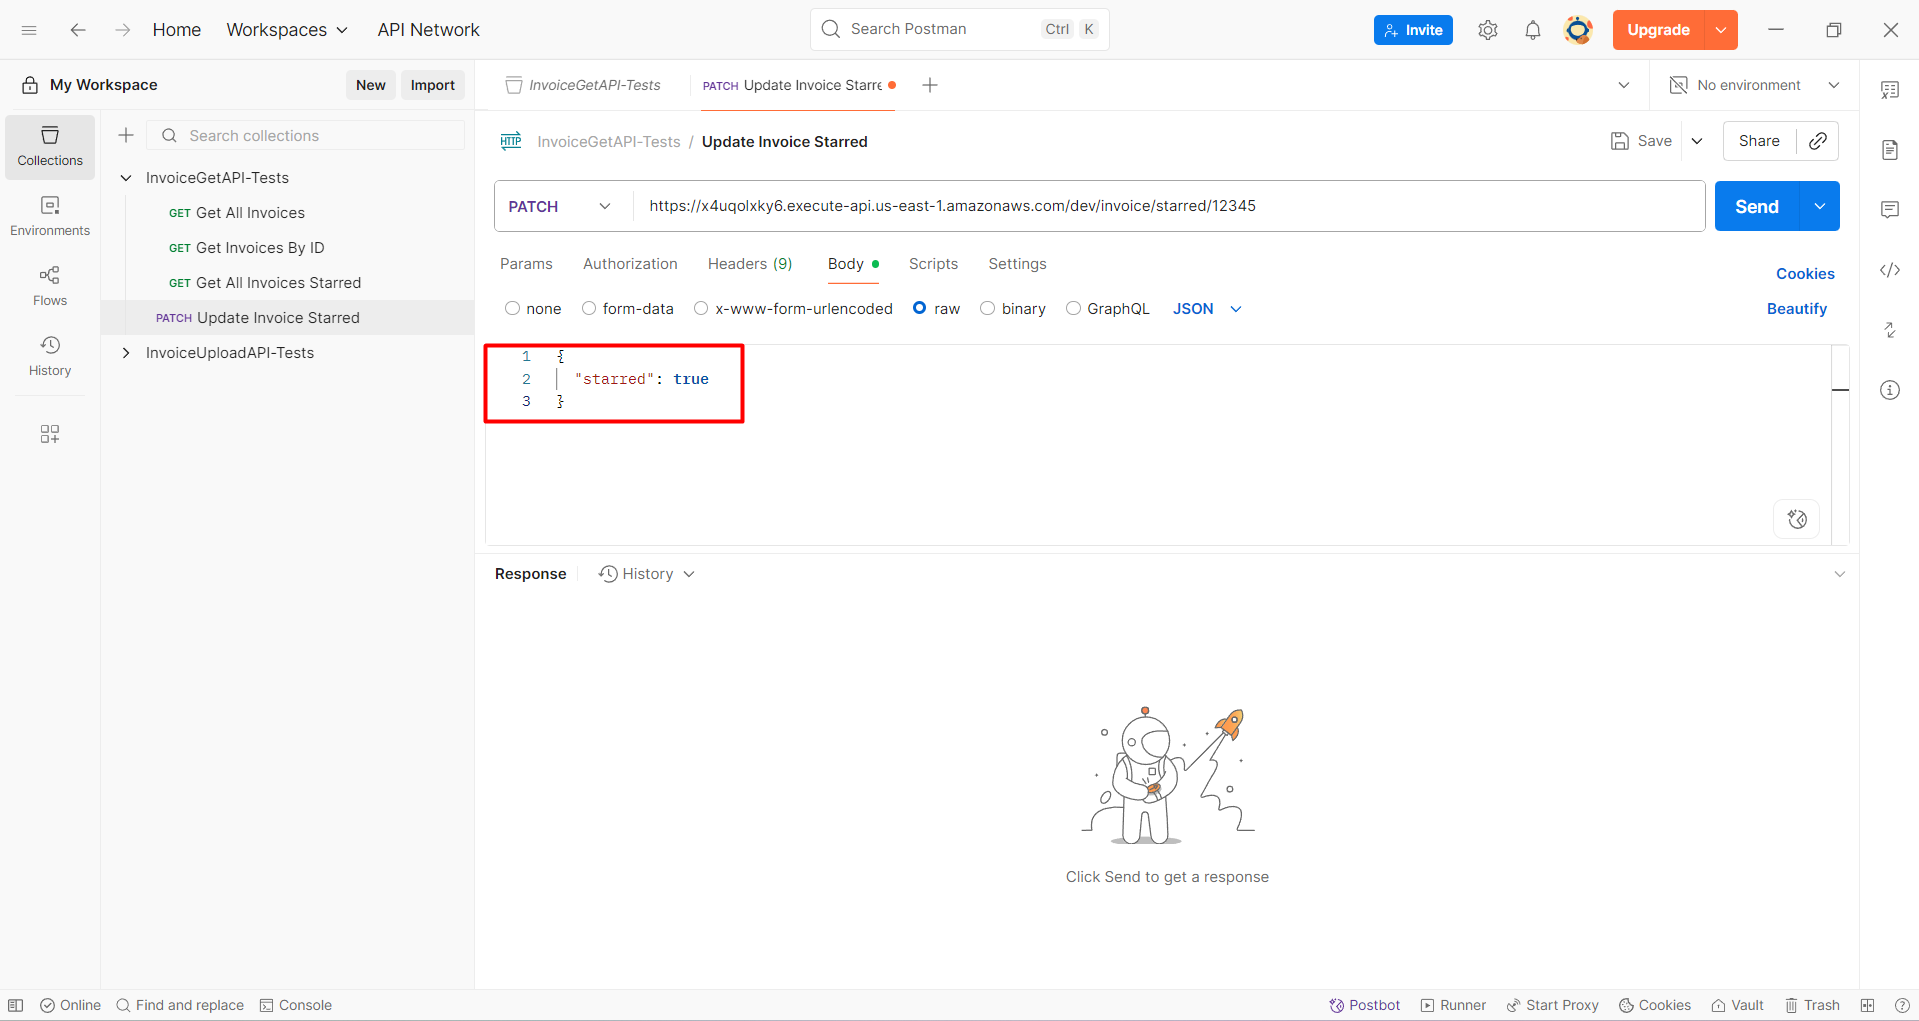 Home Workspaces API Network Search Postman Ctrl K Invite Upgrade
My Workspace New Import InvoiceGetAPI-Tests PATCH Update Invoice Starre No environment
Search collections
Collections
Environments
Flows
History
InvoiceGetAPI-Tests
GET Get All Invoices
GET Get Invoices By ID
GET Get All Invoices Starred
PATCH Update Invoice Starred
InvoiceUploadAPI-Tests
HTTP InvoiceGetAPI-Tests / Update Invoice Starred Save Share
PATCH https://x4uqolxky6.execute-api.us-east-1.amazonaws.com/dev/invoice/starred/12345 Send
Params Authorization Headers (9) Body Scripts Settings Cookies
none form-data x-www-form-urlencoded raw binary GraphQL JSON Beautify
1 {
2 "starred": true
3 }
Response History
Click Send to get a response
Online Find and replace Console Postbot Runner Start Proxy Cookies Vault Trash